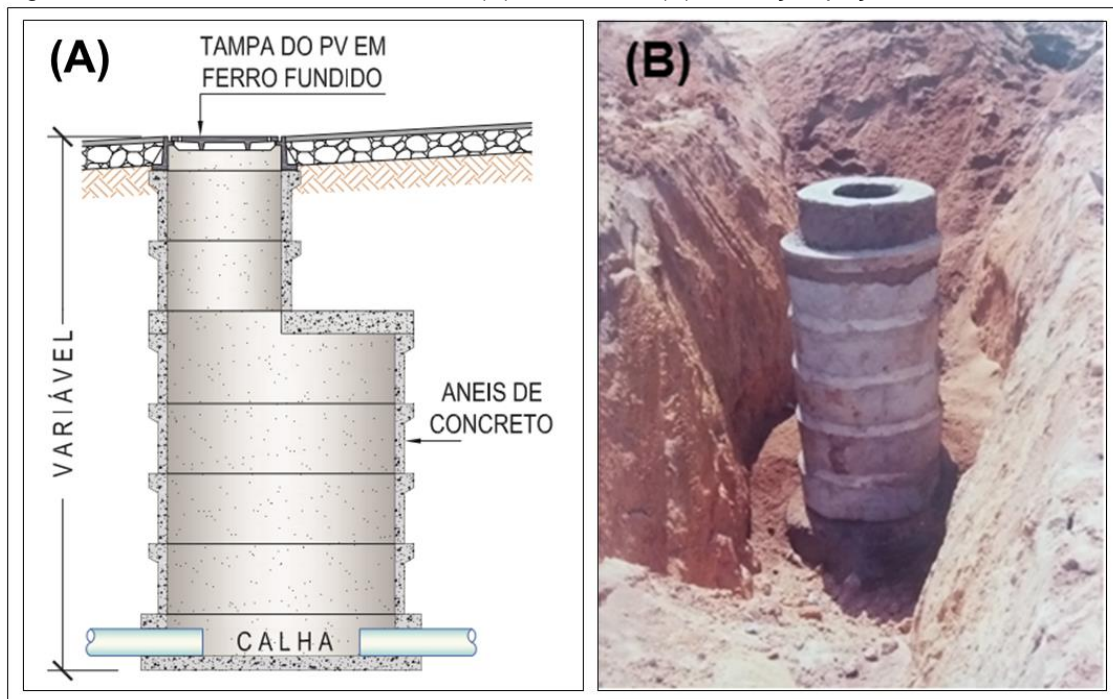 (A)
TAMPA DO PV EM
FERRO FUNDIDO
VARIÁVEL
ANEIS DE
CONCRETO
CALHA
(B)